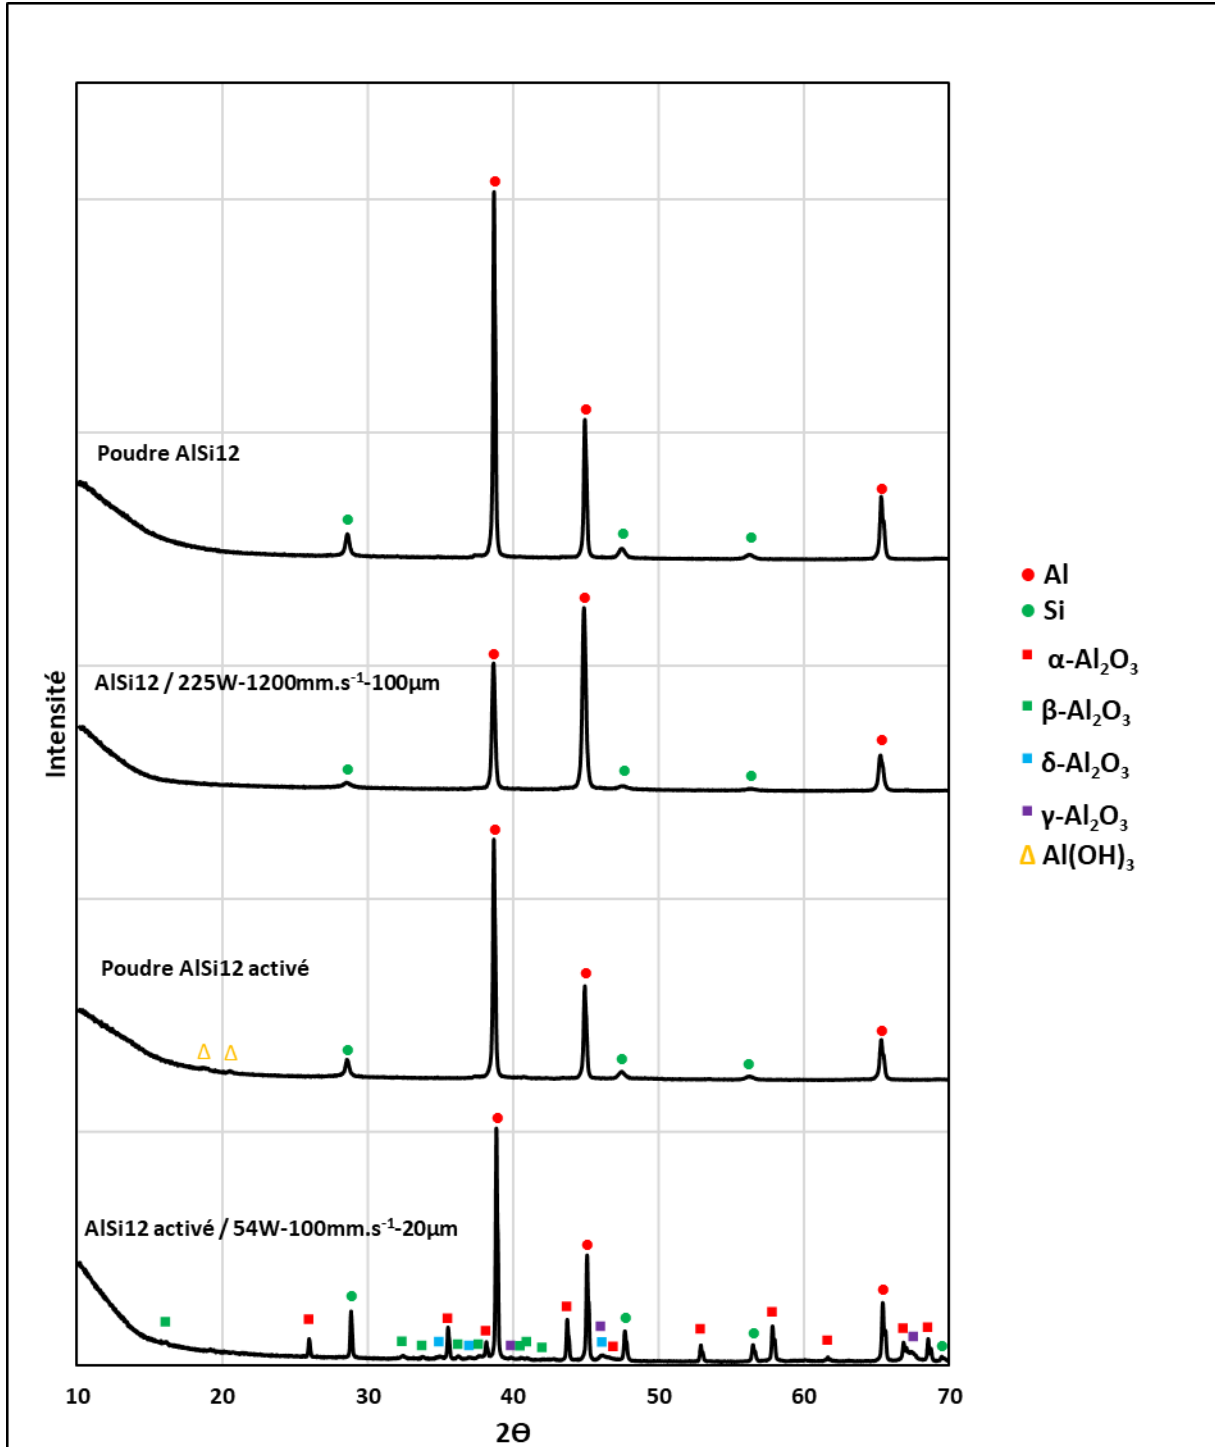 Poudre AlSi12
AlSi12 / 225W-1200mm.s⁻¹-100µm
Poudre AlSi12 activé
AlSi12 activé / 54W-100mm.s⁻¹-20µm
Intensité
10 20 30 40 50 60 70
2Θ
Al
Si
α-Al₂O₃
β-Al₂O₃
δ-Al₂O₃
γ-Al₂O₃
Δ Al(OH)₃